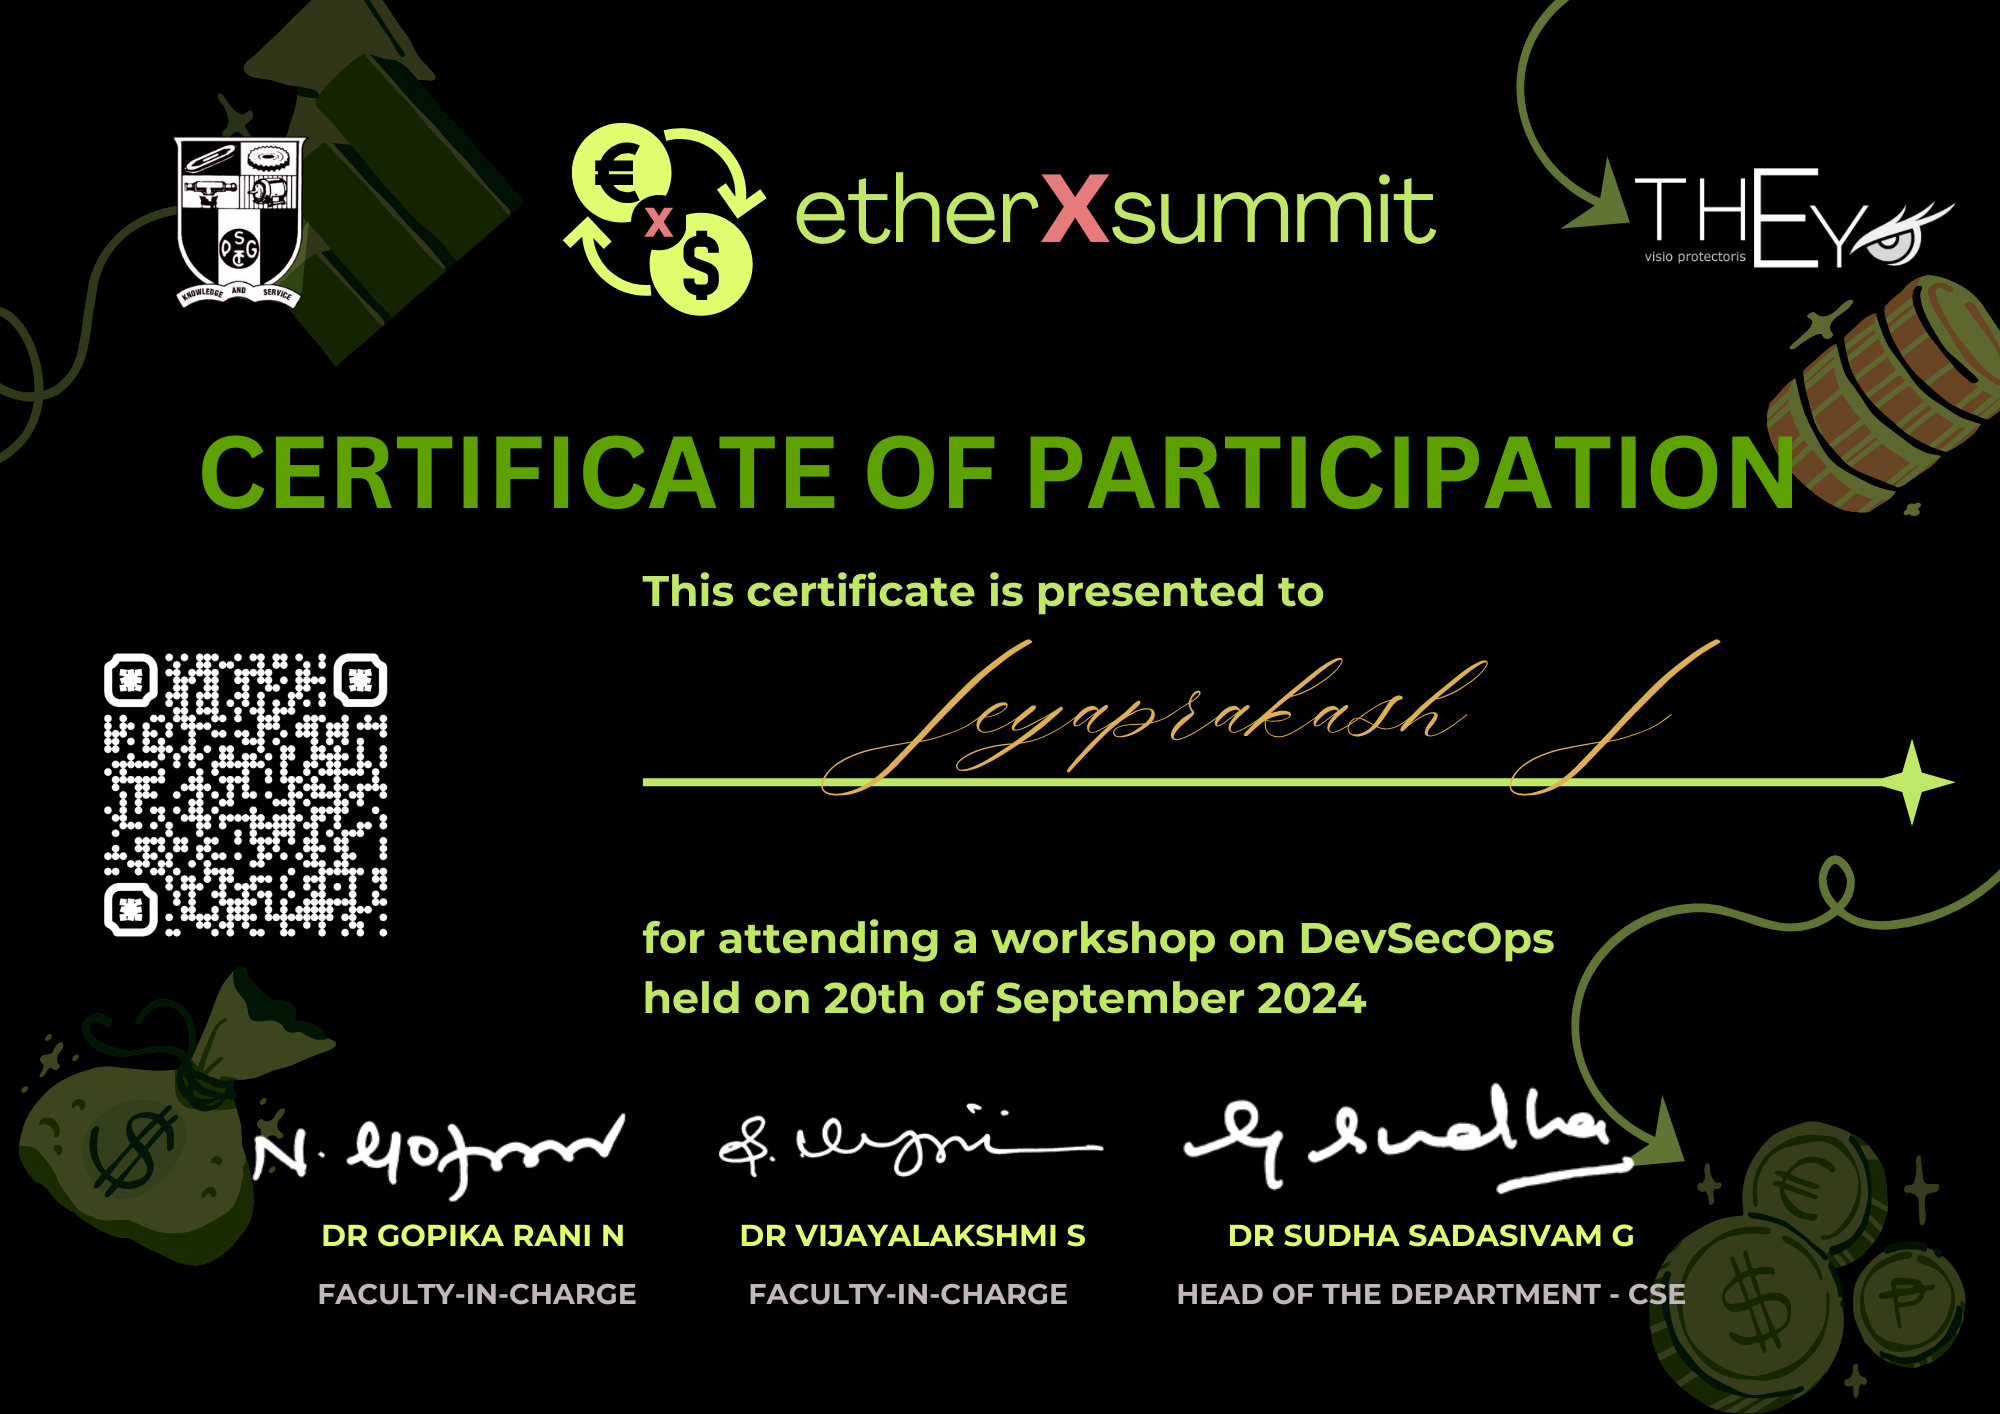 KNOWLEDGE AND SERVICE
€
x
$
etherXsummit
THEY
visio protectoris
CERTIFICATE OF PARTICIPATION
This certificate is presented to
Jeyaprakash J
for attending a workshop on DevSecOps
held on 20th of September 2024
G Sudha
DR GOPIKA RANI N
DR VIJAYALAKSHMI S
DR SUDHA SADASIVAM G
FACULTY-IN-CHARGE
FACULTY-IN-CHARGE
HEAD OF THE DEPARTMENT - CSE